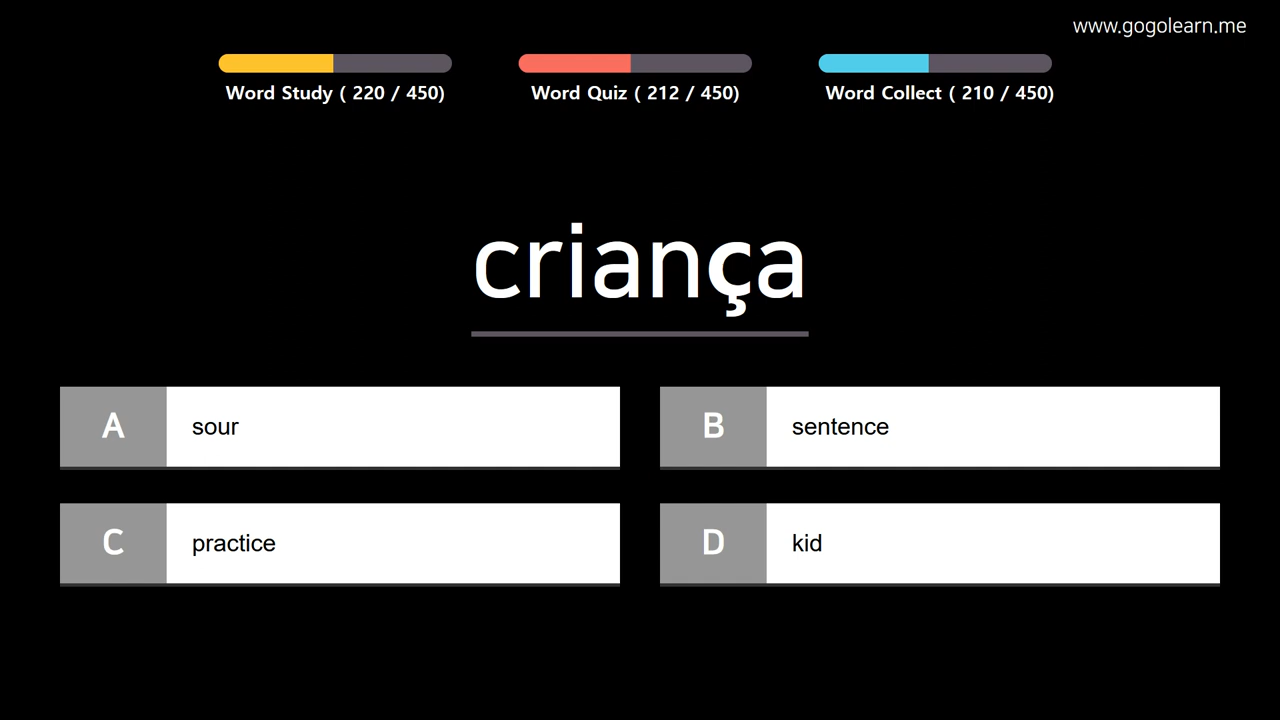 www.gogolearn.me
Word Study ( 220 / 450)
Word Quiz ( 212 / 450)
Word Collect ( 210 / 450)
criança
A sour
B sentence
C practice
D kid